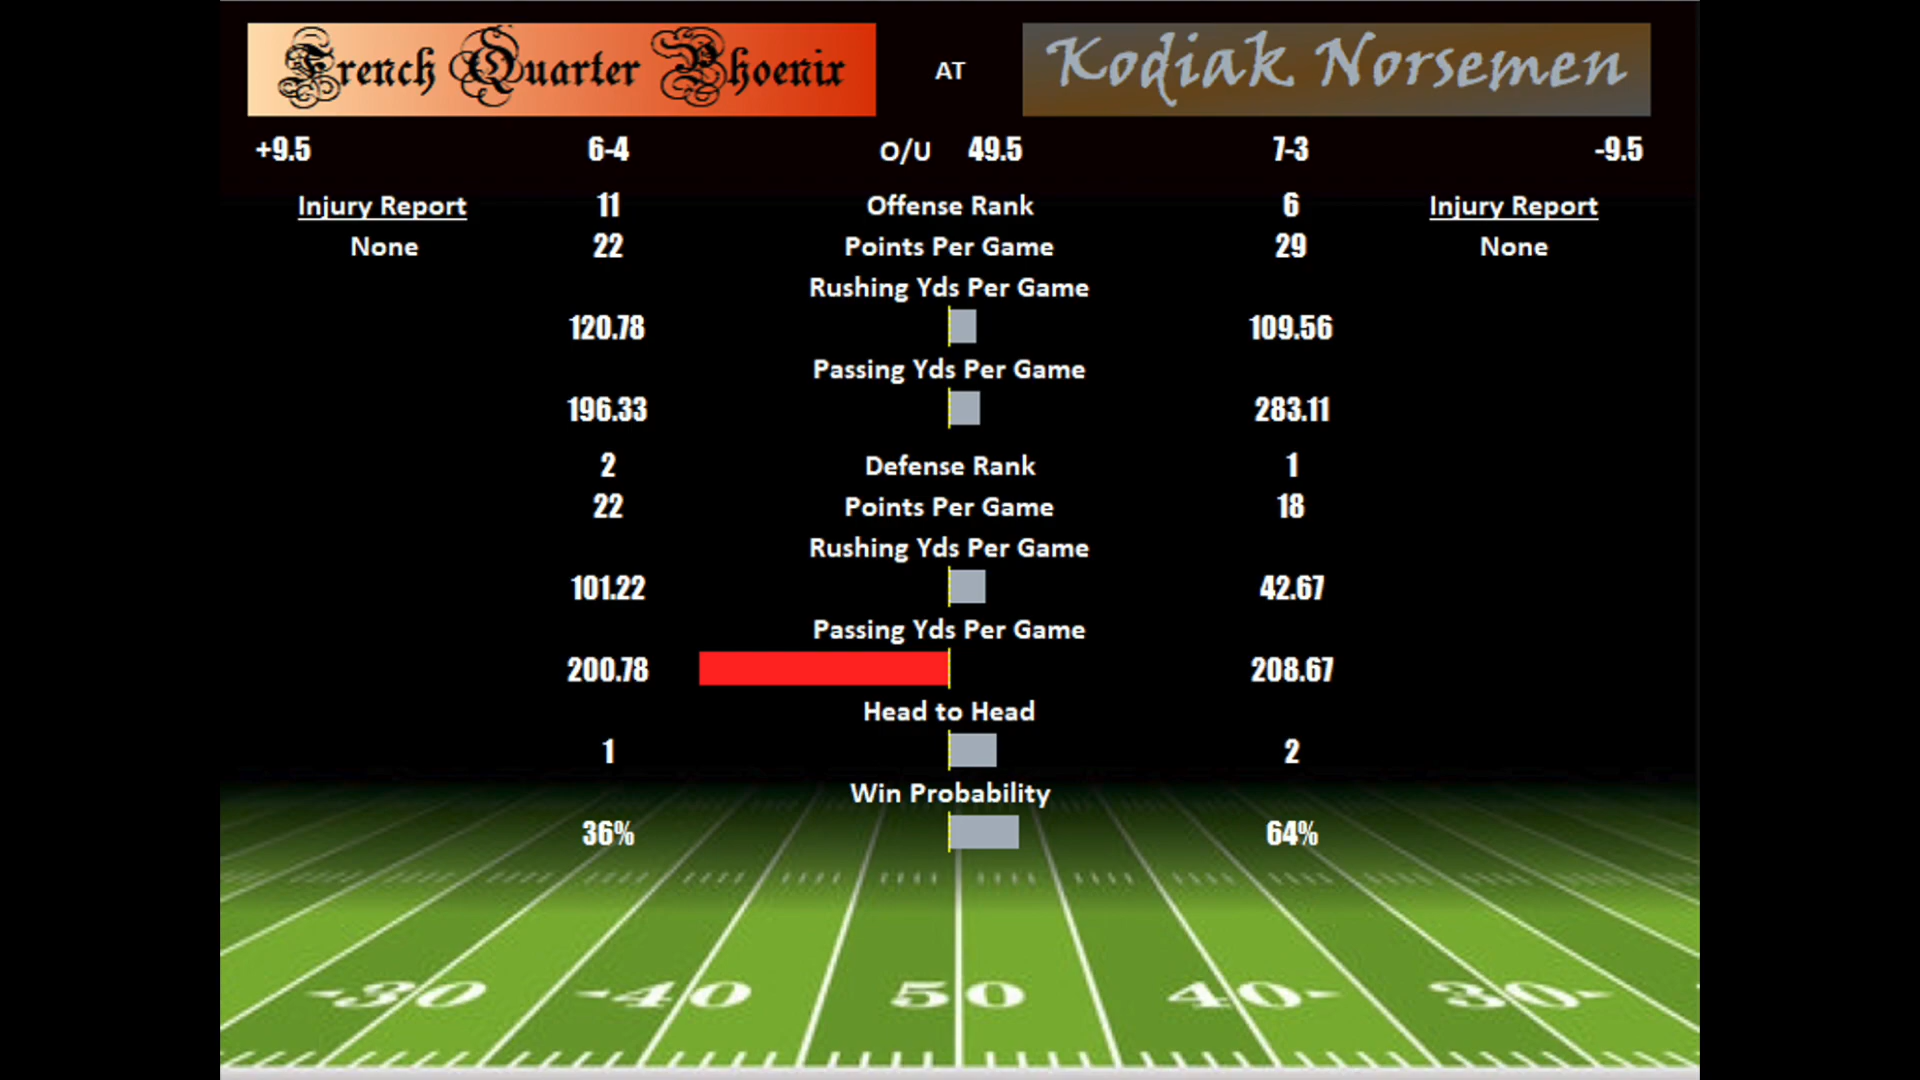 French Quarter Phoenix AT Kodiak Norsemen
+9.5 6-4 O/U 49.5 7-3 -9.5
Injury Report 11 Offense Rank 6 Injury Report
None 22 Points Per Game 29 None
Rushing Yds Per Game
120.78 109.56
Passing Yds Per Game
196.33 283.11
2 Defense Rank 1
22 Points Per Game 18
Rushing Yds Per Game
101.22 42.67
Passing Yds Per Game
200.78 208.67
Head to Head
1 2
Win Probability
36% 64%
-30 -40 50 40- 30-